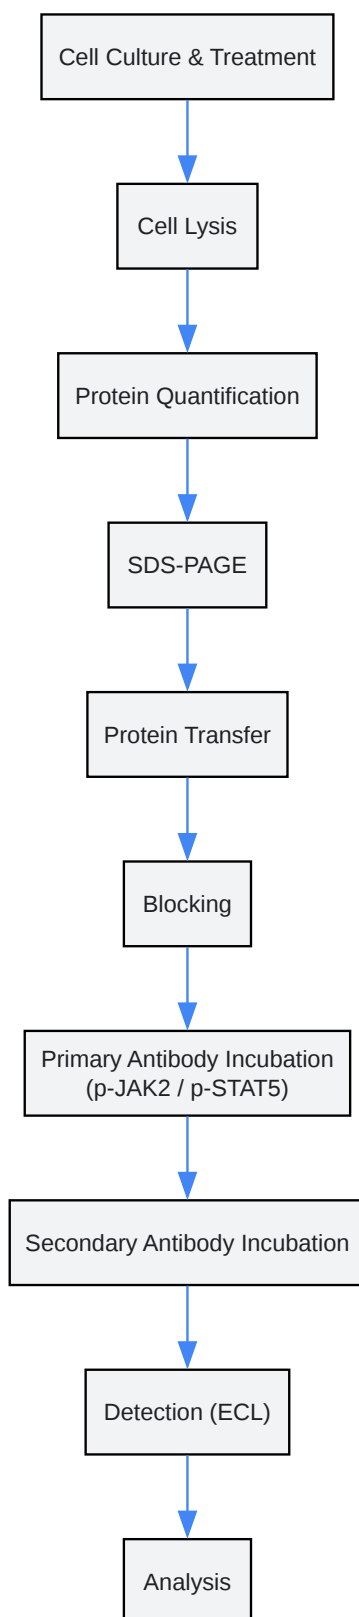 Cell Culture & Treatment
Cell Lysis
Protein Quantification
SDS-PAGE
Protein Transfer
Blocking
Primary Antibody Incubation
(p-JAK2 / p-STAT5)
Secondary Antibody Incubation
Detection (ECL)
Analysis